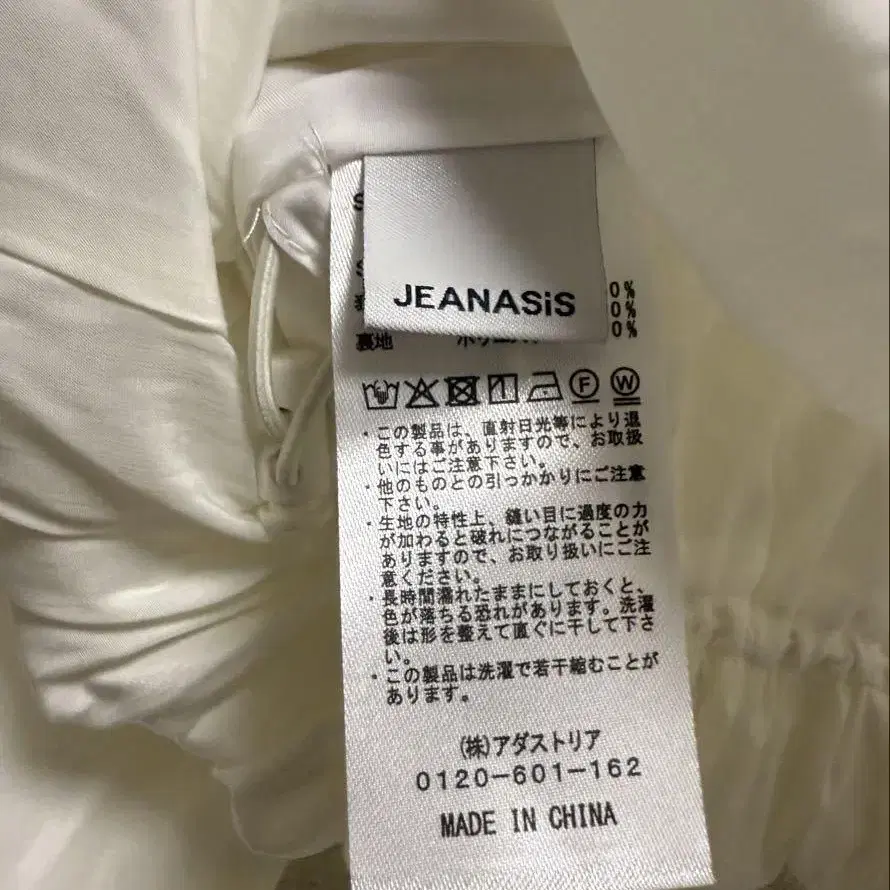 JEANASiS
0%
0%
裏地 0%
F W
・この製品は、直射日光等により退
色する事がありますので、お取扱
いにはご注意下さい。
・他のものとの引っかかりにご注意
下さい。
・生地の特性上、縫い目に過度の力
が加わると破れにつながることが
ありますので、お取り扱いにご注
意ください。
・長時間濡れたままにしておくと、
色が落ちる恐れがあります。洗濯
後は形を整えて直ぐに干して下さ
い。
・この製品は洗濯で若干縮むことが
あります。
(株)アダストリア
0120-601-162
MADE IN CHINA